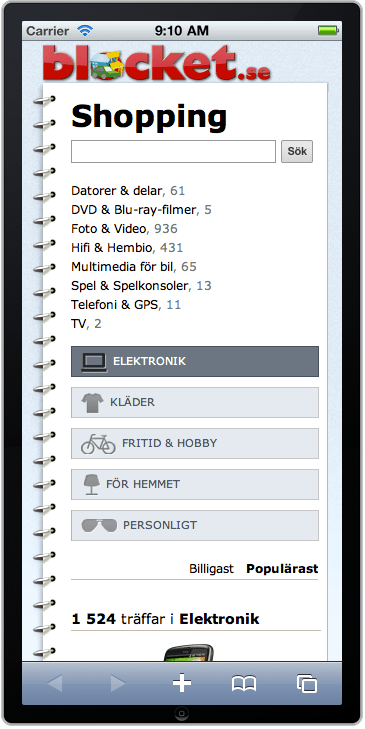 Carrier 9:10 AM
blocket.se
Shopping
Sök
Datorer & delar, 61
DVD & Blu-ray-filmer, 5
Foto & Video, 936
Hifi & Hembio, 431
Multimedia för bil, 65
Spel & Spelkonsoler, 13
Telefoni & GPS, 11
TV, 2
ELEKTRONIK
KLÄDER
FRITID & HOBBY
FÖR HEMMET
PERSONLIGT
Billigast Populärast
1 524 träffar i Elektronik